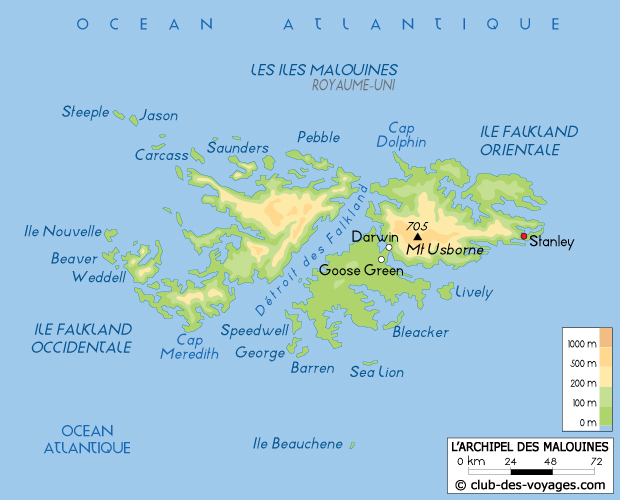 OCEAN ATLANTIQUE
LES ILES MALOUINES
ROYAUME-UNI
Steeple
Jason
Carcass
Saunders
Pebble
Cap
Dolphin
ILE FALKLAND
ORIENTALE
Ile Nouvelle
Beaver
Weddell
Détroit des Falkland
705
Darwin
Mt Usborne
Stanley
Goose Green
Lively
ILE FALKLAND
OCCIDENTALE
Cap
Meredith
Speedwell
George
Barren
Sea Lion
Bleacker
1000 m
500 m
200 m
100 m
0 m
OCEAN
ATLANTIQUE
Ile Beauchene
L'ARCHIPEL DES MALOUINES
0 km 24 48 72
© club-des-voyages.com